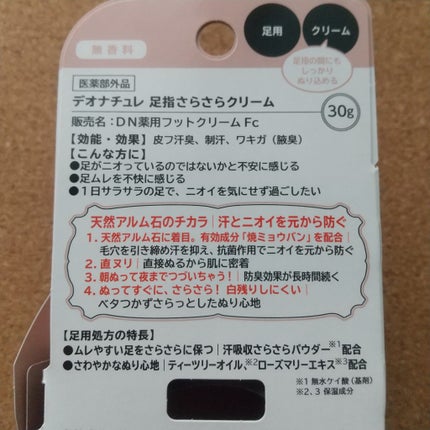 無香料
足用
クリーム
足指の間にも
しっかり
ぬり込める
医薬部外品
デオナチュレ 足指さらさらクリーム
30g
販売名:DN薬用フットクリームFc
【効能・効果】皮フ汗臭、制汗、ワキガ(腋臭)
【こんな方に】
●足がニオっているのではないかと不安に感じる
●足ムレを不快に感じる
●1日サラサラの足で、ニオイを気にせず過ごしたい
天然アルム石のチカラ|汗とニオイを元から防ぐ
1. 天然アルム石に着目。有効成分「焼ミョウバン」を配合|
毛穴を引き締め汗を抑え、抗菌作用でニオイを元から防ぐ
2. 直ヌリ|直接ぬるから肌に密着
3. 朝ぬって夜までつづいちゃう!|防臭効果が長時間続く
4. ぬってすぐに、さらさら!白残りしにくい|
ベタつかずさらっとしたぬり心地
【足用処方の特長】
●ムレやすい足をさらさらに保つ|汗吸収さらさらパウダー※1配合
●さわやかなぬり心地|ティーツリーオイル、※2ローズマリーエキス※3配合
※1 無水ケイ酸(基剤)
※2、3 保湿成分